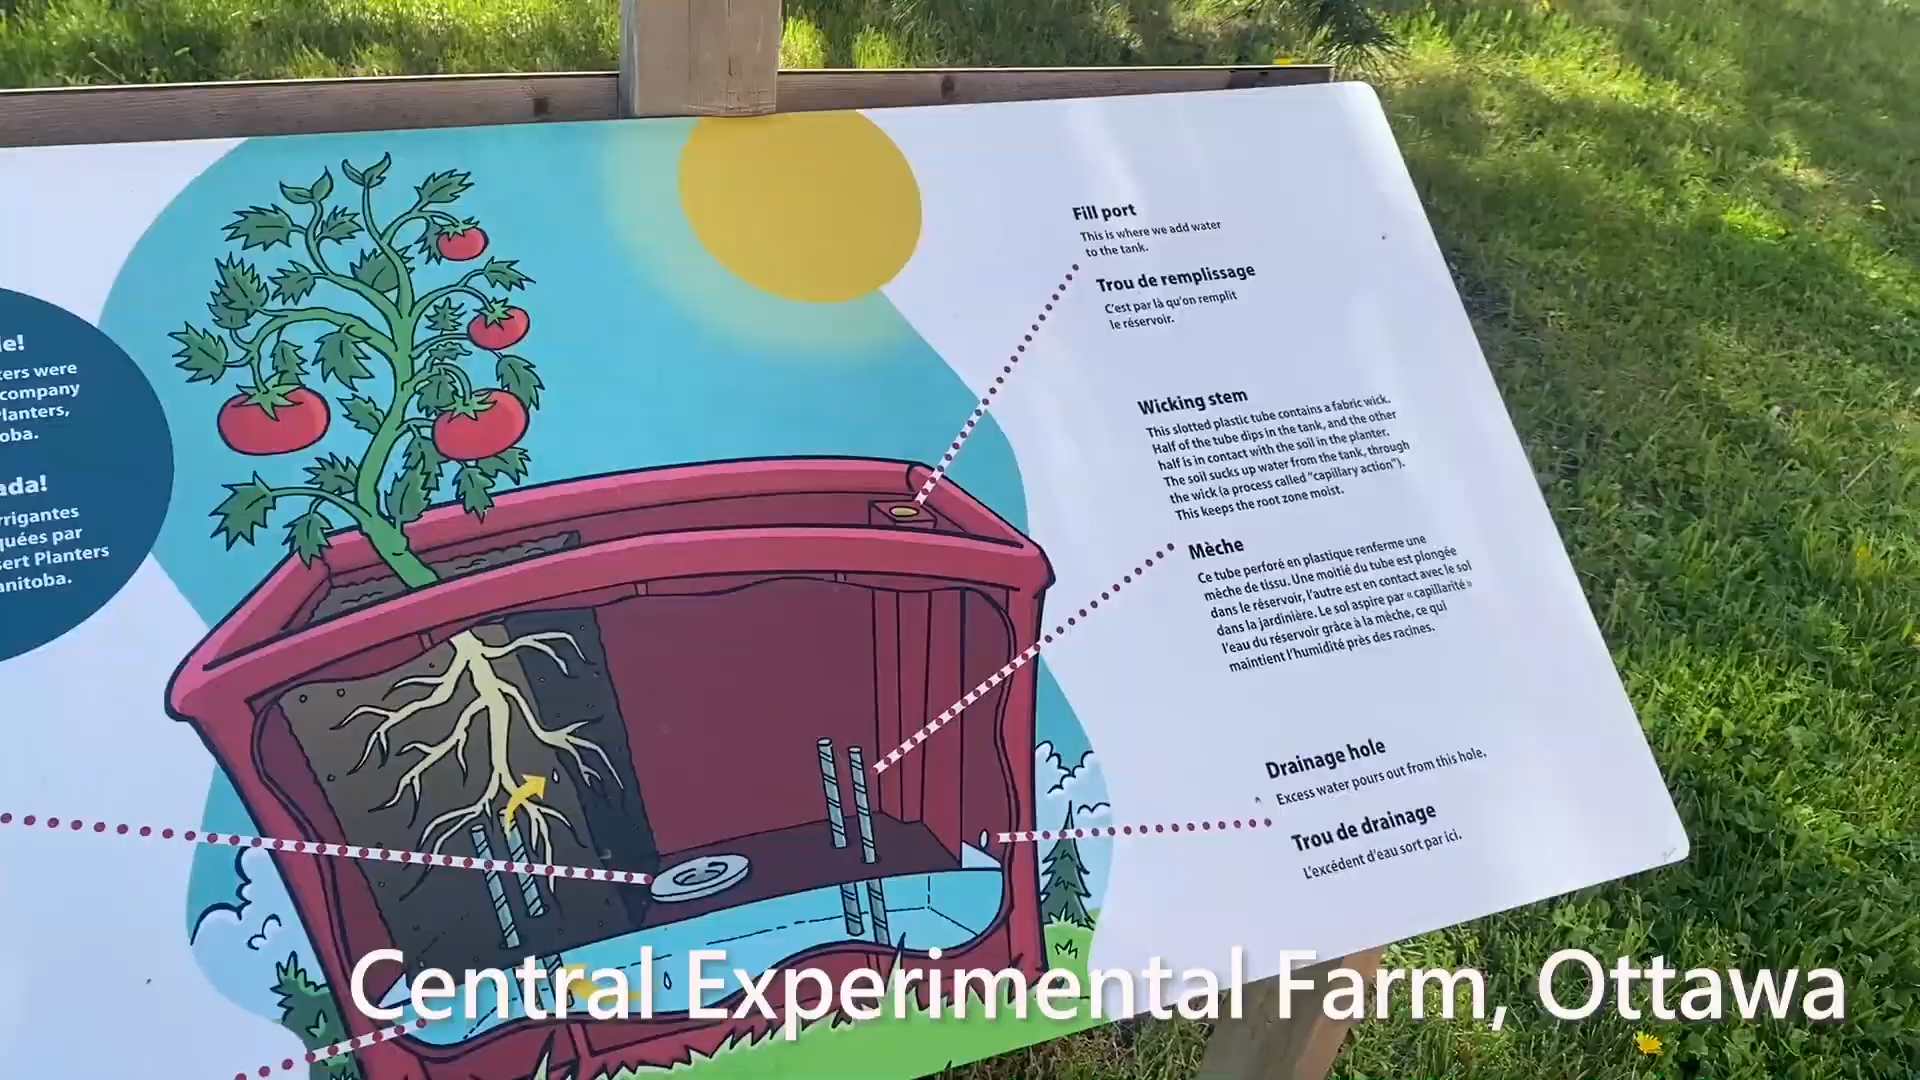 le!
ters were
company
lanters,
oba.
ada!
rrigantes
quées par
sert Planters
anitoba.
Fill port
This is where we add water
to the tank.
Trou de remplissage
C'est par là qu'on remplit
le réservoir.
Wicking stem
This slotted plastic tube contains a fabric wick.
Half of the tube dips in the tank, and the other
half is in contact with the soil in the planter.
The soil sucks up water from the tank, through
the wick (a process called "capillary action").
This keeps the root zone moist.
Mèche
Ce tube perforé en plastique renferme une
mèche de tissu. Une moitié du tube est plongée
dans le réservoir, l'autre est en contact avec le sol
dans la jardinière. Le sol aspire par « capillarité »
l'eau du réservoir grâce à la mèche, ce qui
maintient l'humidité près des racines.
Drainage hole
Excess water pours out from this hole.
Trou de drainage
L'excédent d'eau sort par ici.
Central Experimental Farm, Ottawa